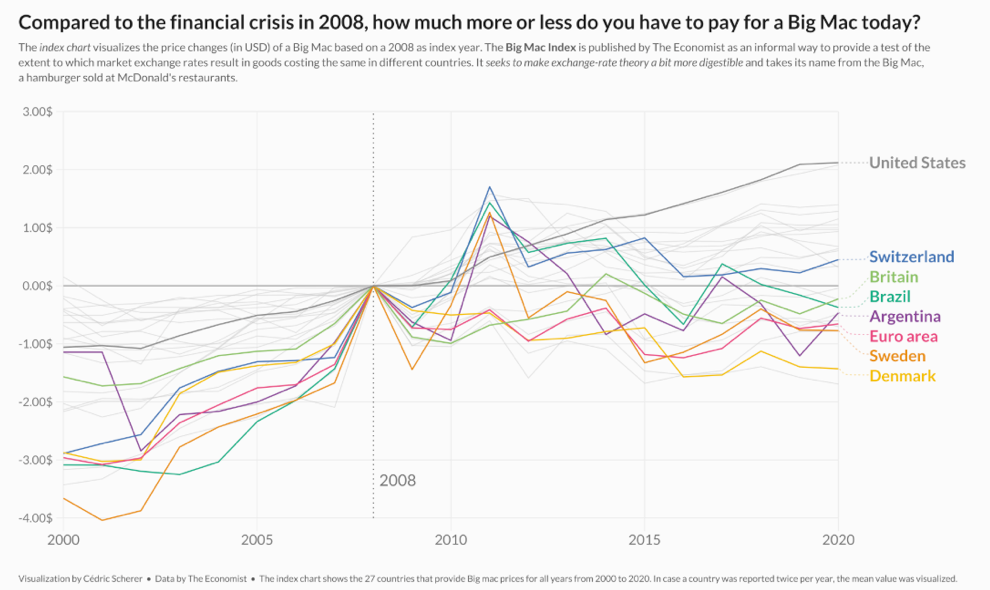 Compared to the financial crisis in 2008, how much more or less do you have to pay for a Big Mac today?
The index chart visualizes the price changes (in USD) of a Big Mac based on a 2008 as index year. The Big Mac Index is published by The Economist as an informal way to provide a test of the
extent to which market exchange rates result in goods costing the same in different countries. It seeks to make exchange-rate theory a bit more digestible and takes its name from the Big Mac,
a hamburger sold at McDonald's restaurants.
3.00$
2.00$
1.00$
0.00$
-1.00$
-2.00$
-3.00$
-4.00$
United States
Switzerland
Britain
Brazil
Argentina
Euro area
Sweden
Denmark
2008
2000
2005
2010
2015
2020
Visualization by Cédric Scherer • Data by The Economist • The index chart shows the 27 countries that provide Big mac prices for all years from 2000 to 2020. In case a country was reported twice per year, the mean value was visualized.